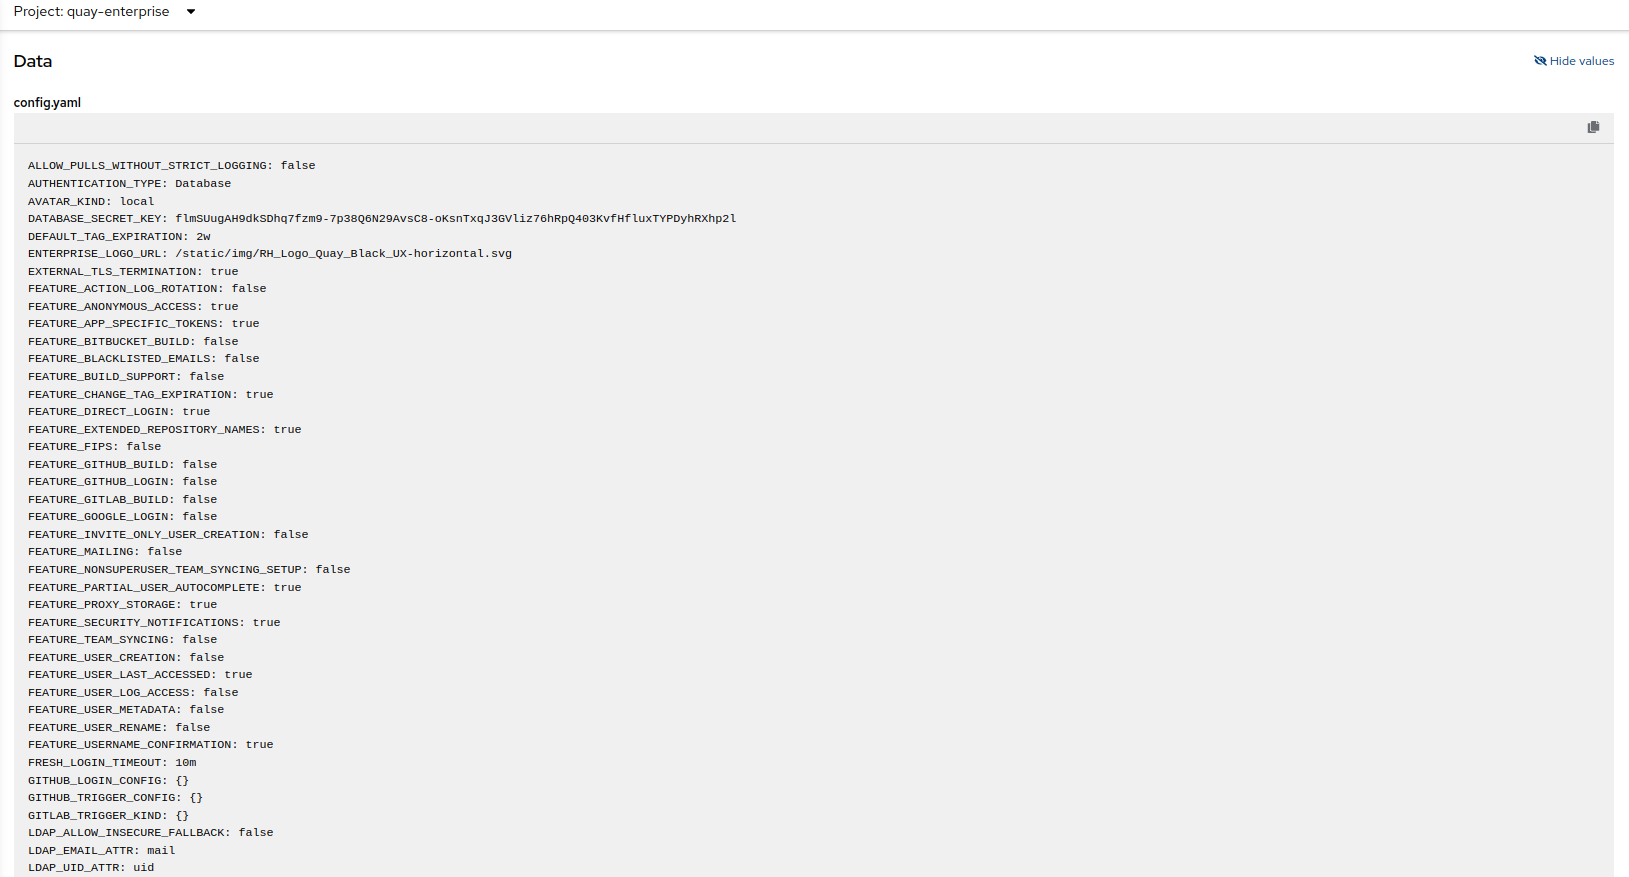 Project: quay-enterprise
Data
Hide values
config.yaml
ALLOW_PULLS_WITHOUT_STRICT_LOGGING: false
AUTHENTICATION_TYPE: Database
AVATAR_KIND: local
DATABASE_SECRET_KEY: flmSUugAH9dkSDhq7fzm9-7p38Q6N29AvsC8-oKsnTxqJ3GVliz76hRpQ403KvfHfluxTYPDyhRXhp2l
DEFAULT_TAG_EXPIRATION: 2w
ENTERPRISE_LOGO_URL: /static/img/RH_Logo_Quay_Black_UX-horizontal.svg
EXTERNAL_TLS_TERMINATION: true
FEATURE_ACTION_LOG_ROTATION: false
FEATURE_ANONYMOUS_ACCESS: true
FEATURE_APP_SPECIFIC_TOKENS: true
FEATURE_BITBUCKET_BUILD: false
FEATURE_BLACKLISTED_EMAILS: false
FEATURE_BUILD_SUPPORT: false
FEATURE_CHANGE_TAG_EXPIRATION: true
FEATURE_DIRECT_LOGIN: true
FEATURE_EXTENDED_REPOSITORY_NAMES: true
FEATURE_FIPS: false
FEATURE_GITHUB_BUILD: false
FEATURE_GITHUB_LOGIN: false
FEATURE_GITLAB_BUILD: false
FEATURE_GOOGLE_LOGIN: false
FEATURE_INVITE_ONLY_USER_CREATION: false
FEATURE_MAILING: false
FEATURE_NONSUPERUSER_TEAM_SYNCING_SETUP: false
FEATURE_PARTIAL_USER_AUTOCOMPLETE: true
FEATURE_PROXY_STORAGE: true
FEATURE_SECURITY_NOTIFICATIONS: true
FEATURE_TEAM_SYNCING: false
FEATURE_USER_CREATION: false
FEATURE_USER_LAST_ACCESSED: true
FEATURE_USER_LOG_ACCESS: false
FEATURE_USER_METADATA: false
FEATURE_USER_RENAME: false
FEATURE_USERNAME_CONFIRMATION: true
FRESH_LOGIN_TIMEOUT: 10m
GITHUB_LOGIN_CONFIG: {}
GITHUB_TRIGGER_CONFIG: {}
GITLAB_TRIGGER_KIND: {}
LDAP_ALLOW_INSECURE_FALLBACK: false
LDAP_EMAIL_ATTR: mail
LDAP_UID_ATTR: uid